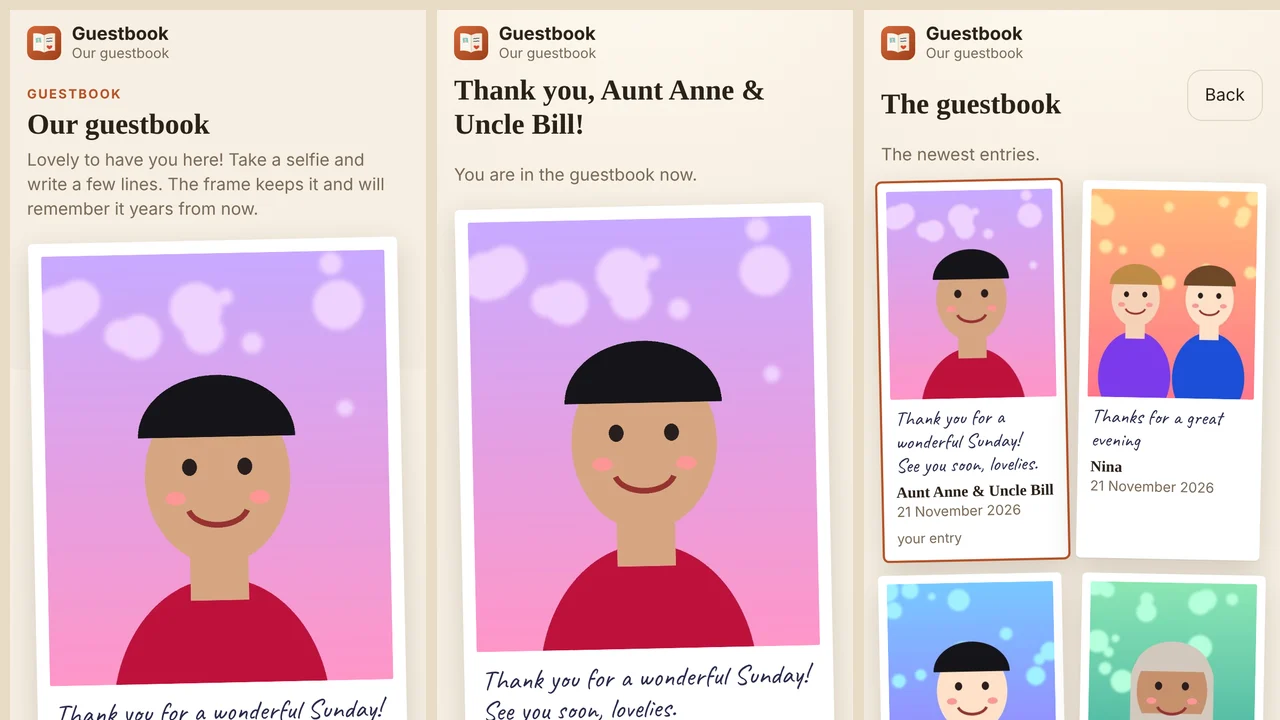 Guestbook
Our guestbook
GUESTBOOK
Our guestbook
Lovely to have you here! Take a selfie and
write a few lines. The frame keeps it and will
remember it years from now.
Thank you for a wonderful Sunday!
Guestbook
Our guestbook
Thank you, Aunt Anne &
Uncle Bill!
You are in the guestbook now.
Thank you for a wonderful Sunday!
See you soon, lovelies.
Guestbook
Our guestbook
The guestbook
Back
The newest entries.
Thank you for a
wonderful Sunday!
See you soon, lovelies.
Aunt Anne & Uncle Bill
21 November 2026
your entry
Thanks for a great
evening
Nina
21 November 2026